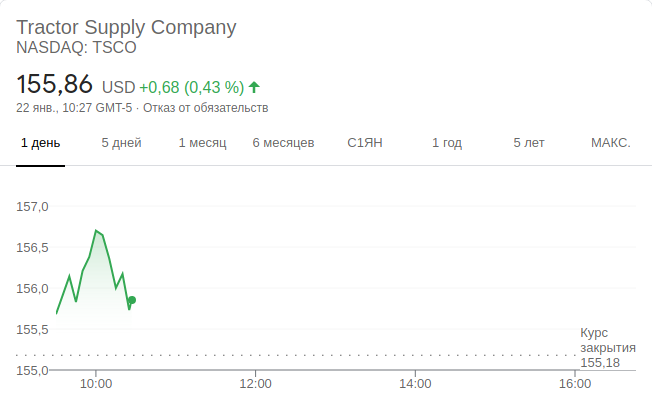 Tractor Supply Company
NASDAQ: TSCO
155,86 USD +0,68 (0,43 %)
22 янв., 10:27 GMT-5 · Отказ от обязательств
1 день 5 дней 1 месяц 6 месяцев С1ЯН 1 год 5 лет МАКС.
157,0
156,5
156,0
155,5
155,0
Курс
закрытия
155,18
10:00 12:00 14:00 16:00